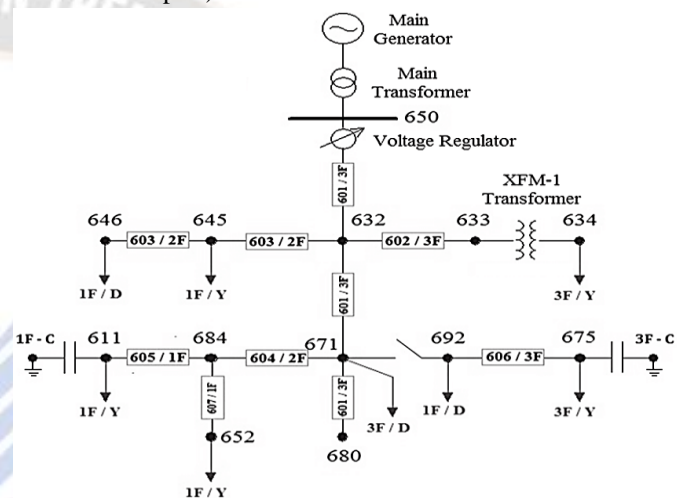 Main
Generator
Main
Transformer
650
Voltage Regulator
601 / 3F
XFM-1
Transformer
646
645
632
633
634
603 / 2F
603 / 2F
602 / 3F
1F / D
1F / Y
601 / 3F
3F / Y
1F - C
611
684
671
692
675
3F - C
605 / 1F
604 / 2F
606 / 3F
1F / Y
607 / 1F
601 / 3F
3F / D
1F / D
3F / Y
652
680
1F / Y